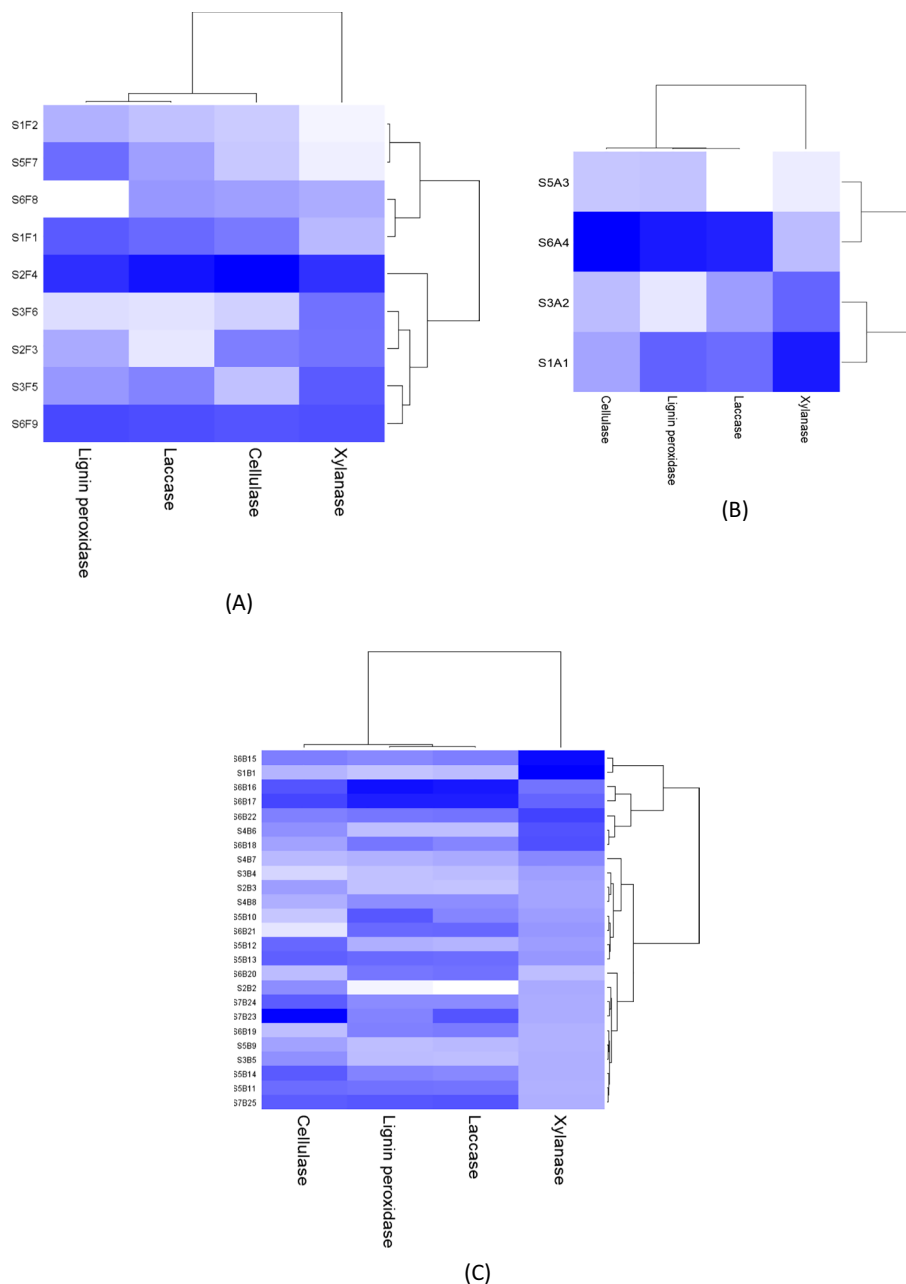 S1F2
S5F7
S6F8
S1F1
S2F4
S3F6
S2F3
S3F5
S6F9
Lignin peroxidase
Laccase
Cellulase
Xylanase
(A)
S5A3
S6A4
S3A2
S1A1
Cellulase
Lignin peroxidase
Laccase
Xylanase
(B)
S6B15
S1B1
S6B16
S6B17
S6B22
S4B6
S6B18
S4B7
S3B4
S2B3
S4B8
S5B10
S6B21
S5B12
S5B13
S6B20
S2B2
S7B24
S7B23
S6B19
S5B9
S3B5
S5B14
S5B11
S7B25
Cellulase
Lignin peroxidase
Laccase
Xylanase
(C)